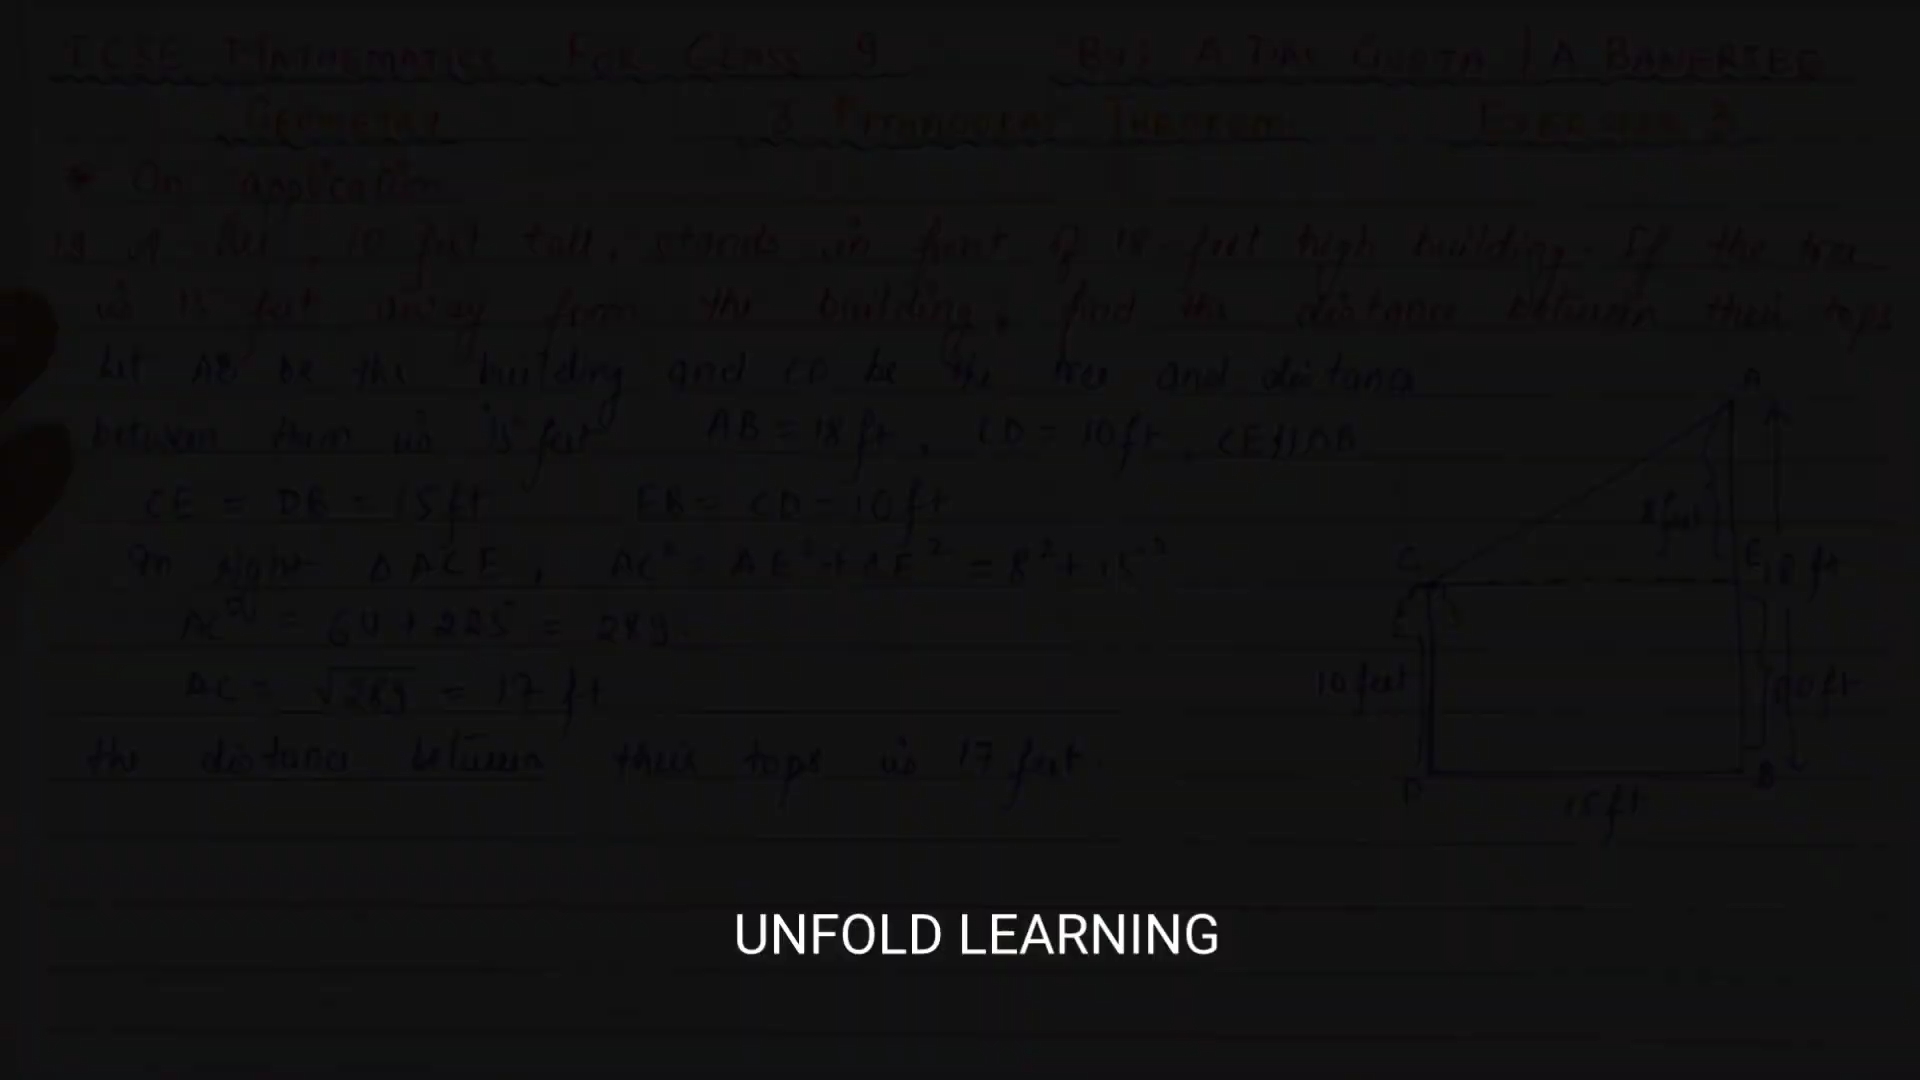 ICSE MATHEMATICS FOR CLASS 9 BY: A DAS GUPTA / A BANERJEE
GEOMETRY 3 PYTHAGORAS THEOREM EXERCISE 3
* On application
13 A tree, 10 feet tall, stands in front of 18 feet high building. If the tree
is 15 feet away from the building, find the distance between their tops
Let AB be the building and CD be the tree and distance
between them is 15 feet AB = 18 ft, CD = 10 ft, CE || DB
CE = DB = 15 ft EB = CD = 10 ft
In right Δ ACE, AC² = AE² + CE² = 8² + 15²
AC² = 64 + 225 = 289
AC = √289 = 17 ft
the distance between their tops is 17 feet.
A
8 feet
C
E
18 ft
10 feet
10 ft
D
B
15 ft
UNFOLD LEARNING